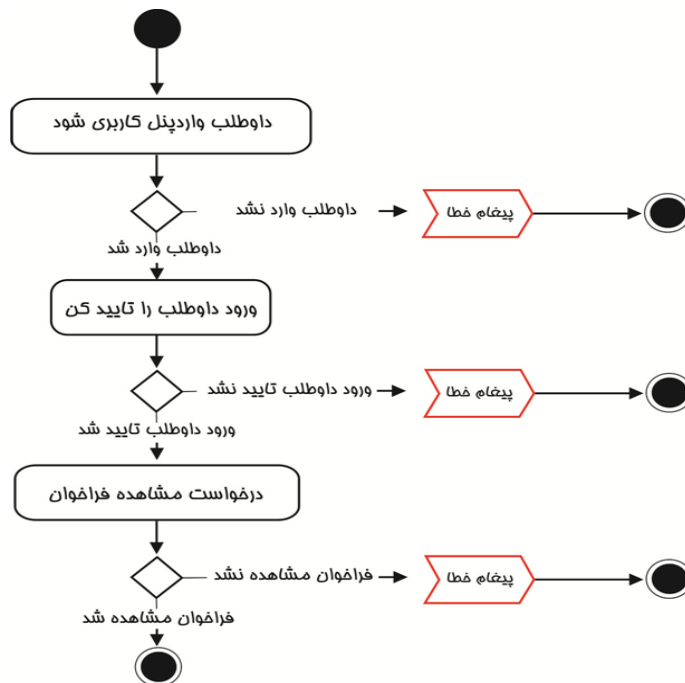 داوطلب واردپنل کاربری شود
داوطلب وارد نشد
پیغام خطا
داوطلب وارد شد
ورود داوطلب را تایید کن
ورود داوطلب تایید نشد
پیغام خطا
ورود داوطلب تایید شد
درخواست مشاهده فراخوان
فراخوان مشاهده نشد
پیغام خطا
فراخوان مشاهده شد